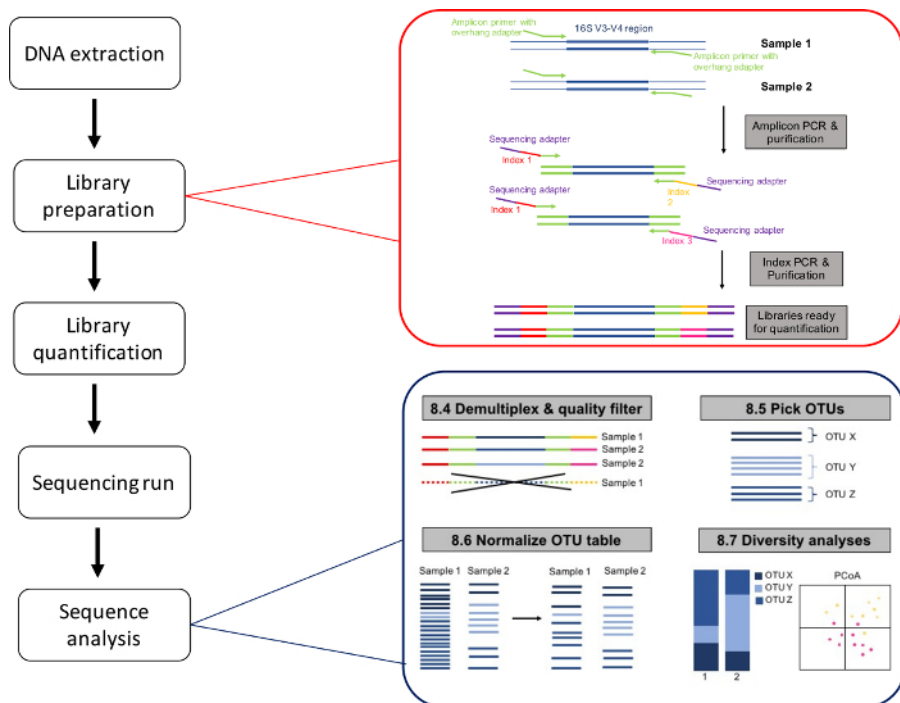 DNA extraction
Library
preparation
Library
quantification
Sequencing run
Sequence
analysis
Amplicon primer with
overhang adapter
16S V3-V4 region
Sample 1
Amplicon primer with
overhang adapter
Sample 2
Amplicon PCR &
purification
Sequencing adapter
Index 1
Sequencing adapter
Index
2
Sequencing adapter
Index 1
Sequencing adapter
Index 3
Index PCR &
Purification
Libraries ready
for quantification
8.4 Demultiplex & quality filter
Sample 1
Sample 2
Sample 2
Sample 1
8.5 Pick OTUs
OTU X
OTU Y
OTU Z
8.6 Normalize OTU table
Sample 1 Sample 2
Sample 1 Sample 2
8.7 Diversity analyses
OTU X
OTU Y
OTU Z
1 2
PCoA